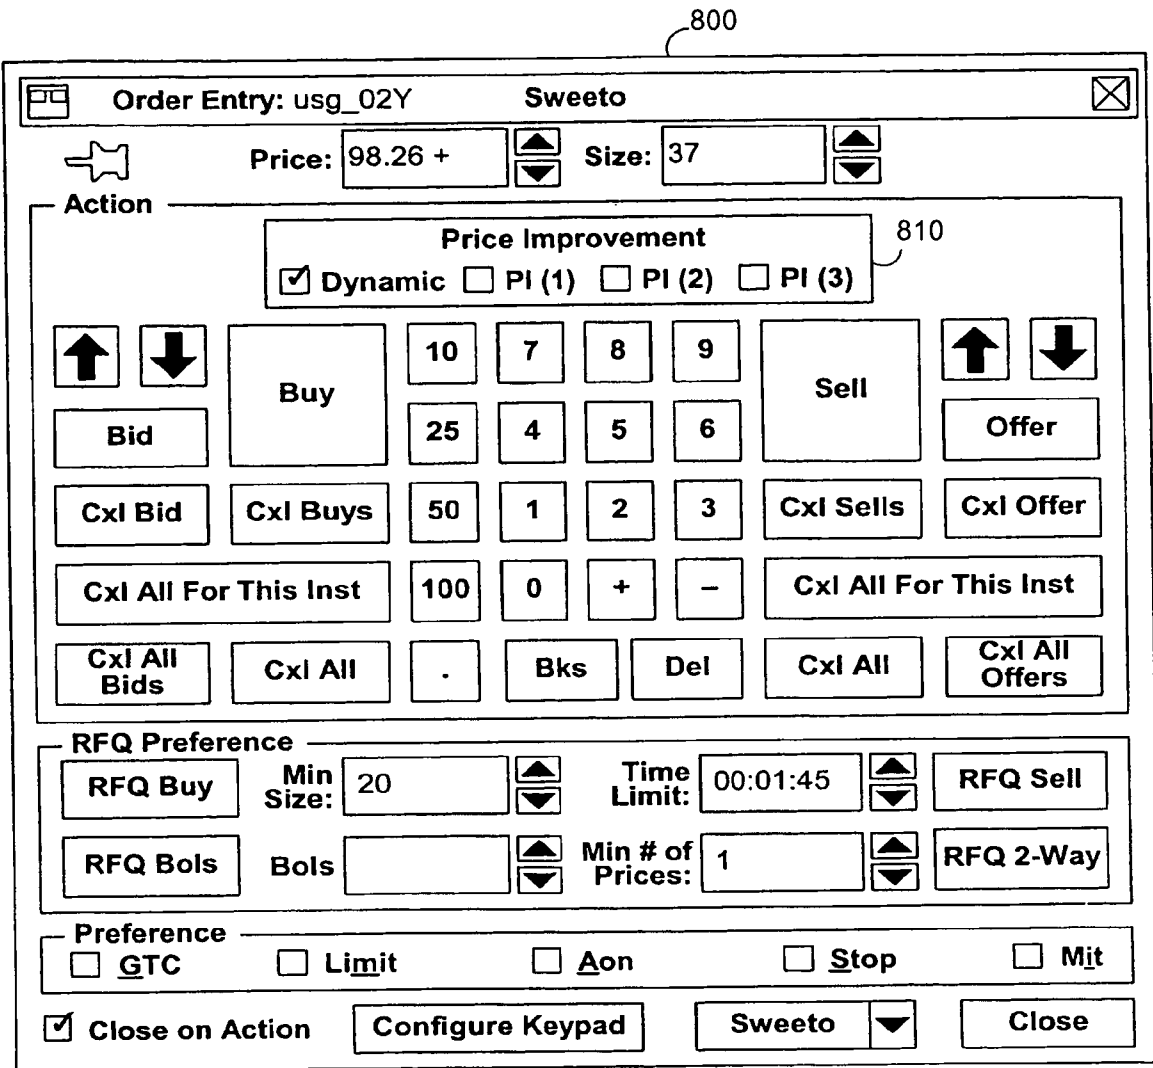 800
Order Entry: usg_02Y Sweeto
Price: 98.26 + Size: 37
Action
810
Price Improvement
Dynamic PI (1) PI (2) PI (3)
10 7 8 9
Buy Sell
Bid 25 4 5 6 Offer
Cxl Bid Cxl Buys 50 1 2 3 Cxl Sells Cxl Offer
Cxl All For This Inst 100 0 + – Cxl All For This Inst
Cxl All
Bids Cxl All . Bks Del Cxl All Cxl All
Offers
RFQ Preference
RFQ Buy Min
Size: 20 Time
Limit: 00:01:45 RFQ Sell
RFQ Bols Bols Min # of
Prices: 1 RFQ 2-Way
Preference
GTC Limit Aon Stop Mit
Close on Action Configure Keypad Sweeto Close